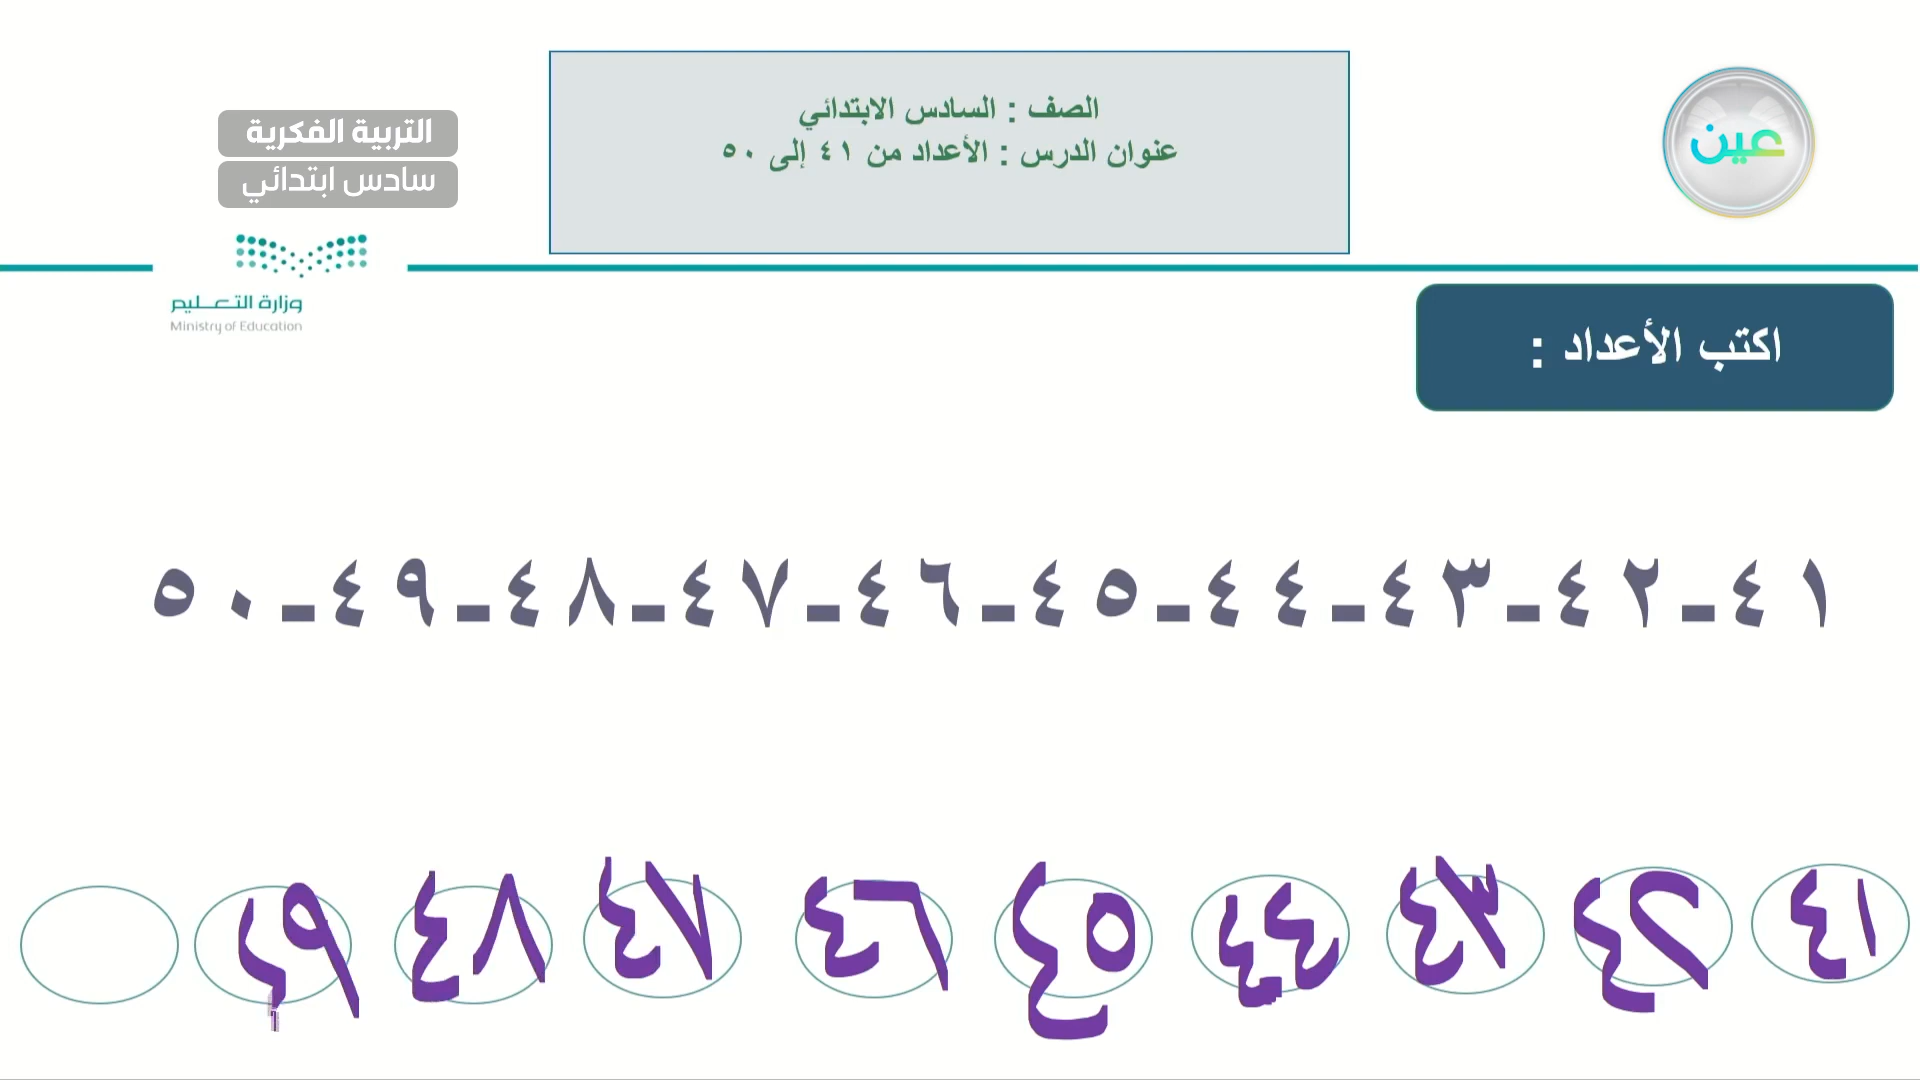 الصف : السادس الابتدائي
عنوان الدرس : الأعداد من ٤١ إلى ٥٠
التربية الفكرية
سادس ابتدائي
عين
وزارة التعليم
Ministry of Education
اكتب الأعداد :
٤١-٤٢-٤٣-٤٤-٤٥-٤٦-٤٧-٤٨-٤٩-٥٠
٤١ ٤٢ ٤٣ ٤٤ ٤٥ ٤٦ ٤٧ ٤٨ ٤٩